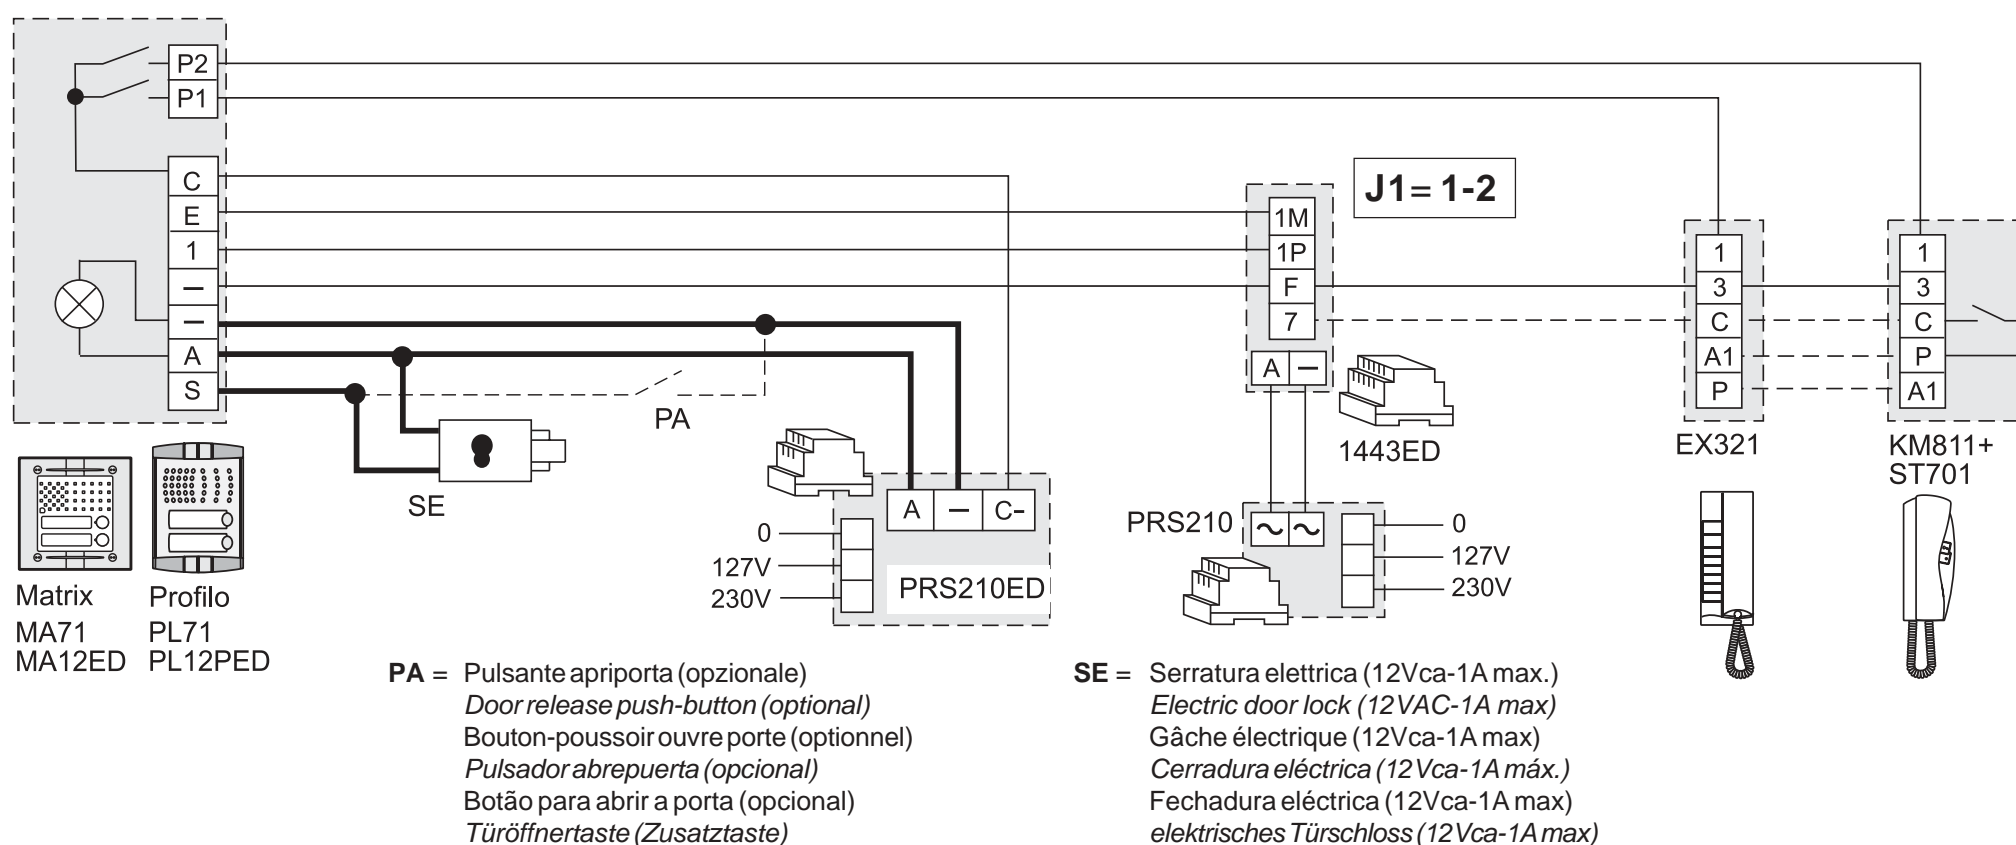 P2
P1
C
E
1
—
—
A
S
PA
SE
Matrix
MA71
MA12ED
Profilo
PL71
PL12PED
A — C-
0
127V
230V
PRS210ED
J1= 1-2
1M
1P
F
7
A —
1443ED
PRS210
~ ~
0
127V
230V
1
3
C
A1
P
EX321
1
3
C
P
A1
KM811+
ST701
PA = Pulsante apriporta (opzionale)
Door release push-button (optional)
Bouton-poussoir ouvre porte (optionnel)
Pulsador abrepuerta (opcional)
Botão para abrir a porta (opcional)
Türöffnertaste (Zusatztaste)
SE = Serratura elettrica (12Vca-1A max.)
Electric door lock (12VAC-1A max)
Gâche électrique (12Vca-1A max)
Cerradura eléctrica (12Vca-1A máx.)
Fechadura eléctrica (12Vca-1A max)
elektrisches Türschloss (12Vca-1A max)